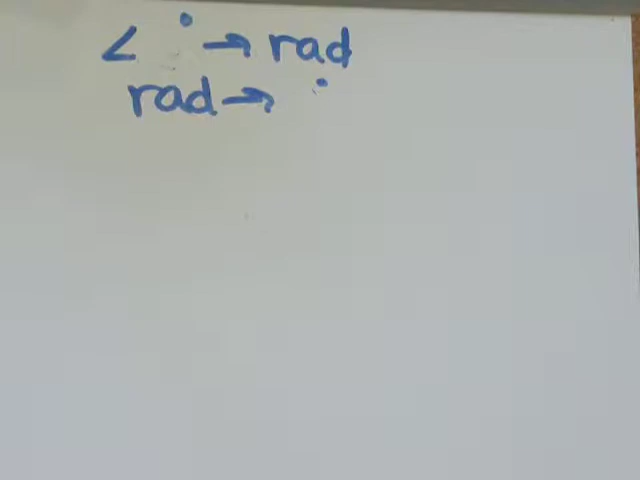 ∠ ° → rad
rad → °